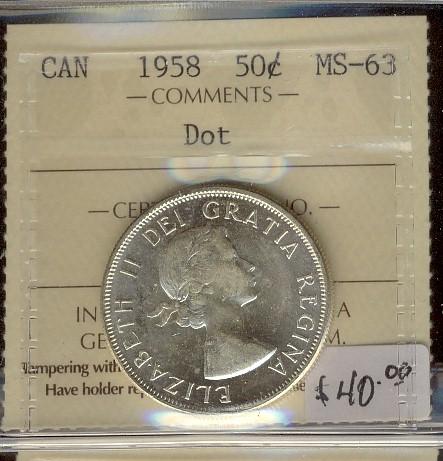 CAN 1958 50¢ MS-63
— COMMENTS —
Dot
— CER O. —
ELIZABETH II DEI GRATIA REGINA
IN A
GE M.
Tampering with
Have holder re
$40.00